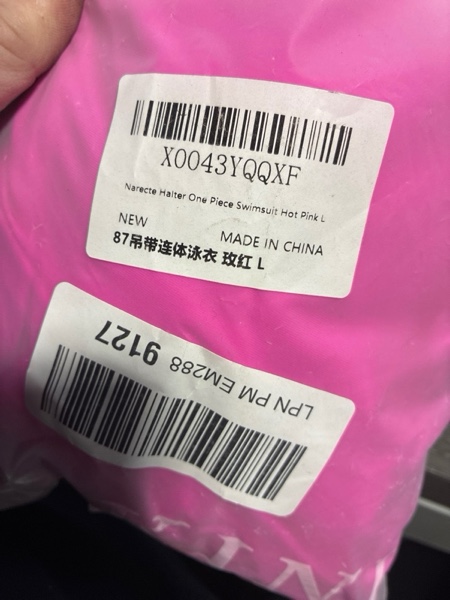 X0043YQQXF
Narecte Halter One Piece Swimsuit Hot Pink L
NEW
MADE IN CHINA
87吊带连体泳衣 玫红 L
LPN PM EM288 9127